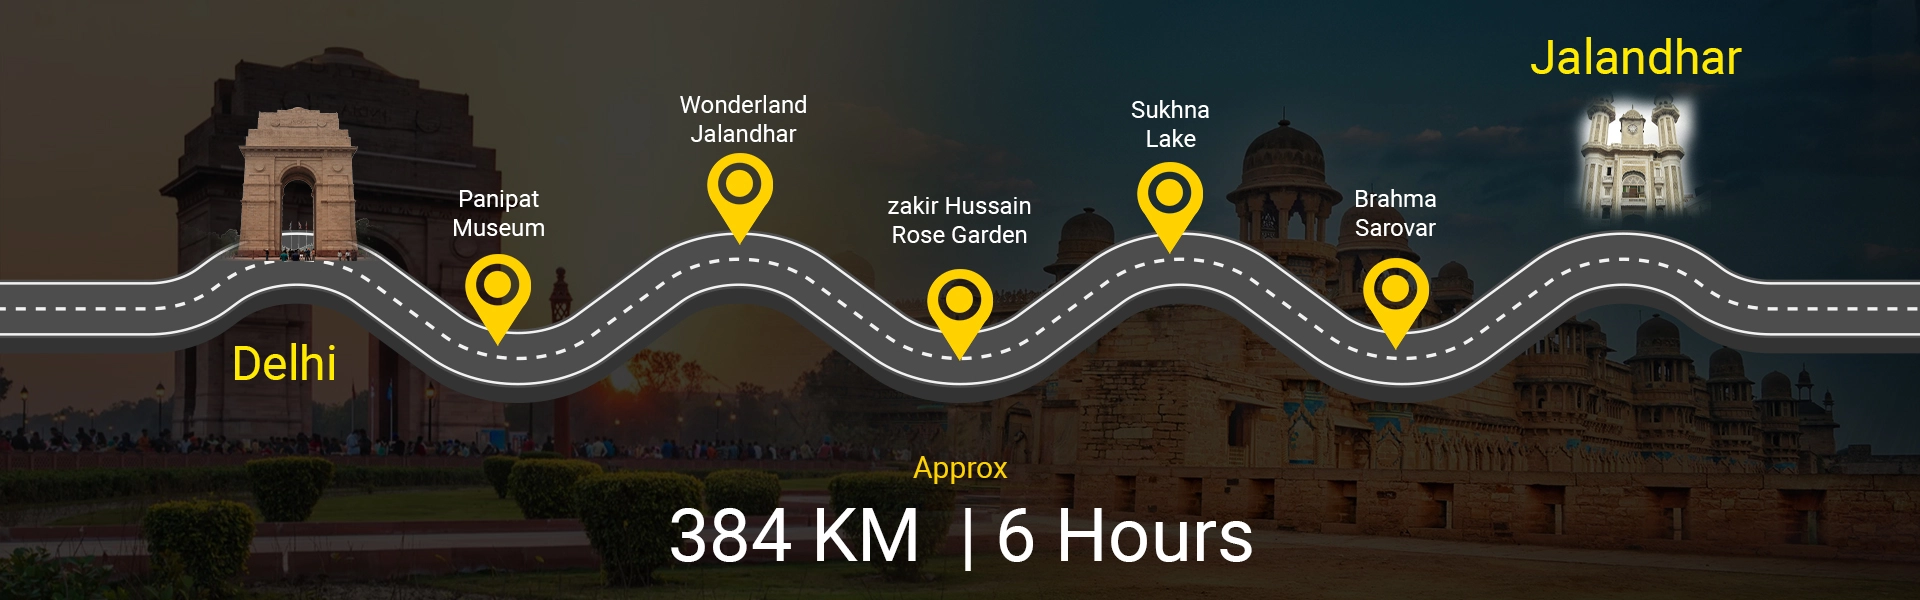 Jalandhar
Wonderland
Jalandhar
Sukhna
Lake
Panipat
Museum
zakir Hussain
Rose Garden
Brahma
Sarovar
Delhi
Approx
384 KM | 6 Hours